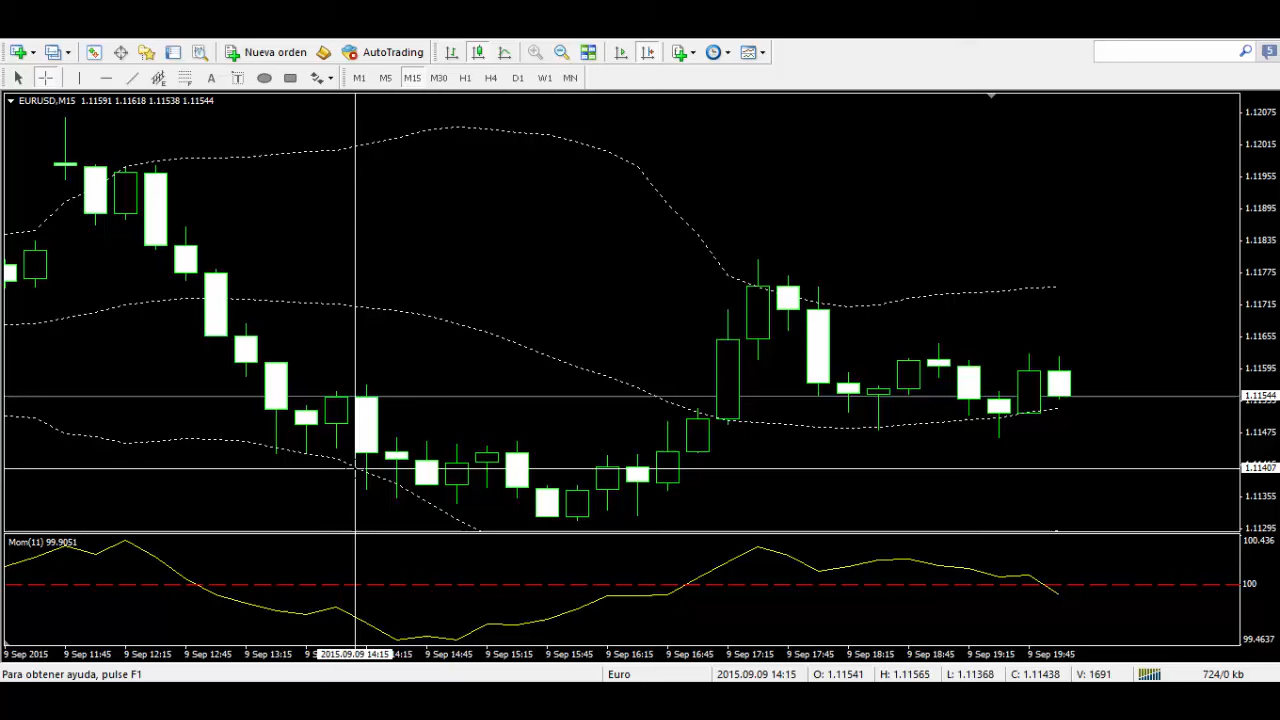 Nueva orden AutoTrading 5
A T M1 M5 M15 M30 H1 H4 D1 W1 MN
EURUSD,M15 1.11591 1.11618 1.11538 1.11544
1.12075
1.12015
1.11955
1.11895
1.11835
1.11775
1.11715
1.11655
1.11595
1.11544
1.11475
1.11407
1.11355
1.11295
Mom(11) 99.9051
100.436
100
99.4637
9 Sep 2015 9 Sep 11:45 9 Sep 12:15 9 Sep 12:45 9 Sep 13:15 2015.09.09 14:15 14:15 9 Sep 14:45 9 Sep 15:15 9 Sep 15:45 9 Sep 16:15 9 Sep 16:45 9 Sep 17:15 9 Sep 17:45 9 Sep 18:15 9 Sep 18:45 9 Sep 19:15 9 Sep 19:45
Para obtener ayuda, pulse F1 Euro 2015.09.09 14:15 O: 1.11541 H: 1.11565 L: 1.11368 C: 1.11438 V: 1691 724/0 kb